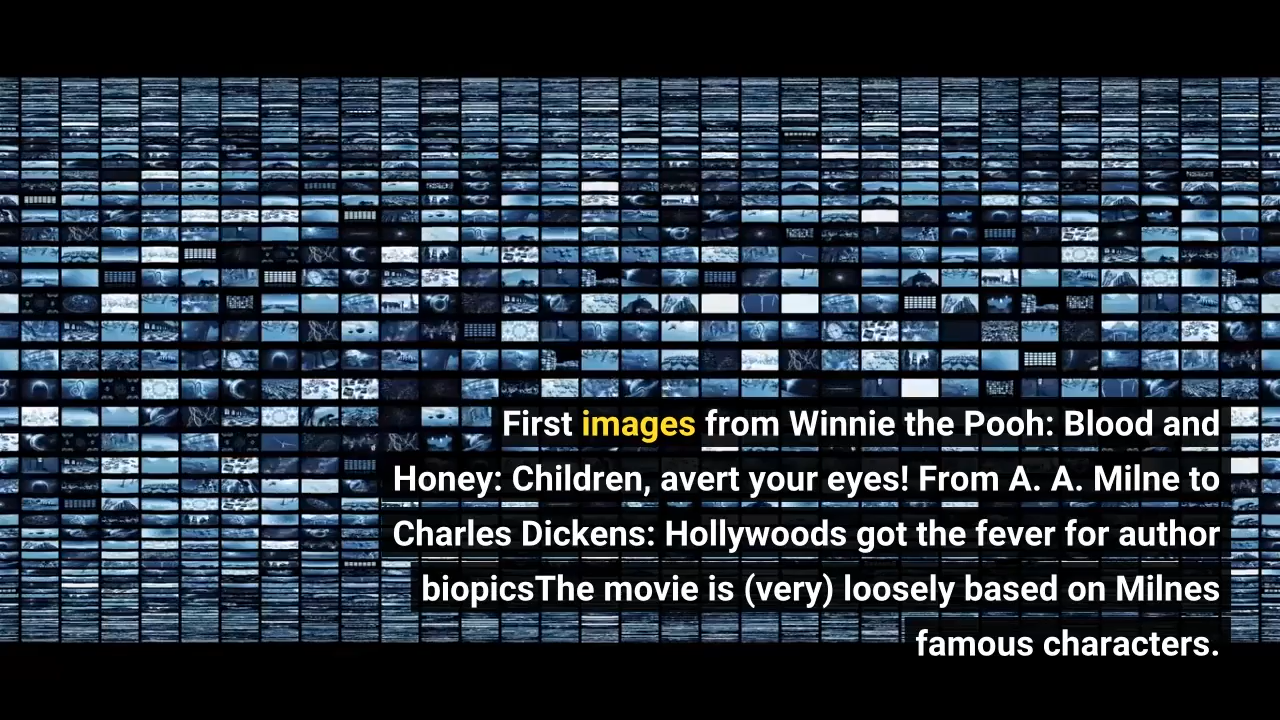 First images from Winnie the Pooh: Blood and
Honey: Children, avert your eyes! From A. A. Milne to
Charles Dickens: Hollywoods got the fever for author
biopicsThe movie is (very) loosely based on Milnes
famous characters.